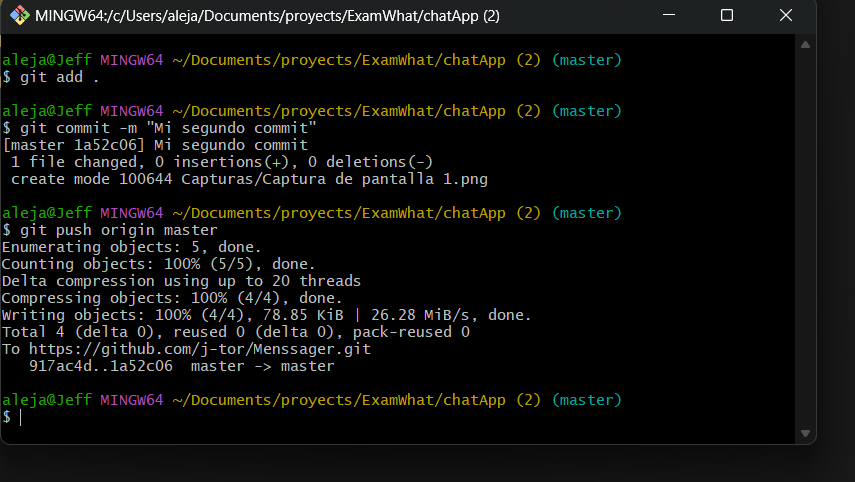 MINGW64:/c/Users/aleja/Documents/proyects/ExamWhat/chatApp (2)
aleja@Jeff MINGW64 ~/Documents/proyects/ExamWhat/chatApp (2) (master)
$ git add .
aleja@Jeff MINGW64 ~/Documents/proyects/ExamWhat/chatApp (2) (master)
$ git commit -m "Mi segundo commit"
[master 1a52c06] Mi segundo commit
 1 file changed, 0 insertions(+), 0 deletions(-)
 create mode 100644 Capturas/Captura de pantalla 1.png
aleja@Jeff MINGW64 ~/Documents/proyects/ExamWhat/chatApp (2) (master)
$ git push origin master
Enumerating objects: 5, done.
Counting objects: 100% (5/5), done.
Delta compression using up to 20 threads
Compressing objects: 100% (4/4), done.
Writing objects: 100% (4/4), 78.85 KiB | 26.28 MiB/s, done.
Total 4 (delta 0), reused 0 (delta 0), pack-reused 0
To https://github.com/j-tor/Menssager.git
   917ac4d..1a52c06  master -> master
aleja@Jeff MINGW64 ~/Documents/proyects/ExamWhat/chatApp (2) (master)
$